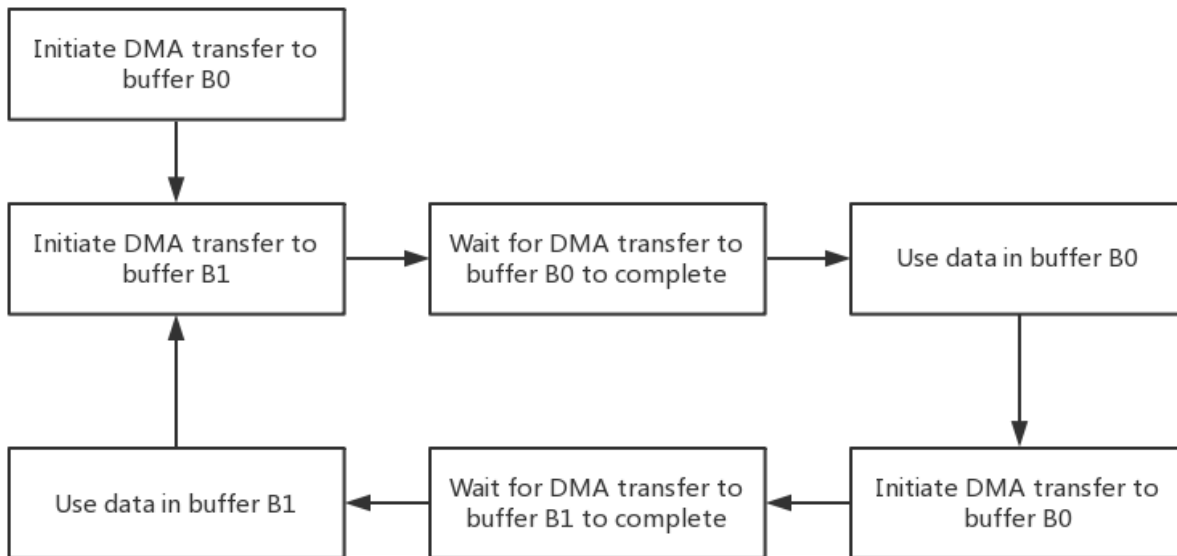 Initiate DMA transfer to
buffer B0
Initiate DMA transfer to
buffer B1
Wait for DMA transfer to
buffer B0 to complete
Use data in buffer B0
Use data in buffer B1
Wait for DMA transfer to
buffer B1 to complete
Initiate DMA transfer to
buffer B0